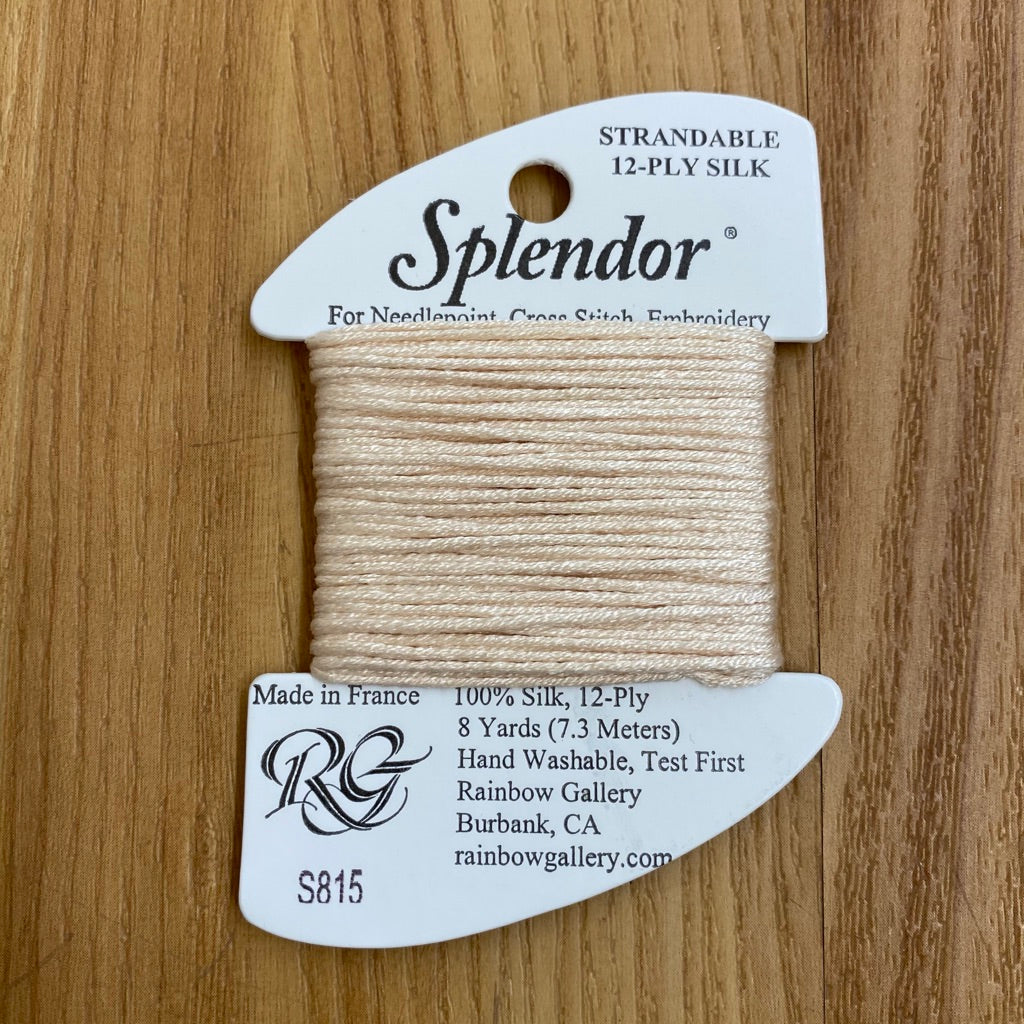 STRANDABLE
12-PLY SILK
Splendor ®
For Needlepoint, Cross Stitch, Embroidery
Made in France
100% Silk, 12-Ply
8 Yards (7.3 Meters)
Hand Washable, Test First
Rainbow Gallery
Burbank, CA
rainbowgallery.com
RG
S815